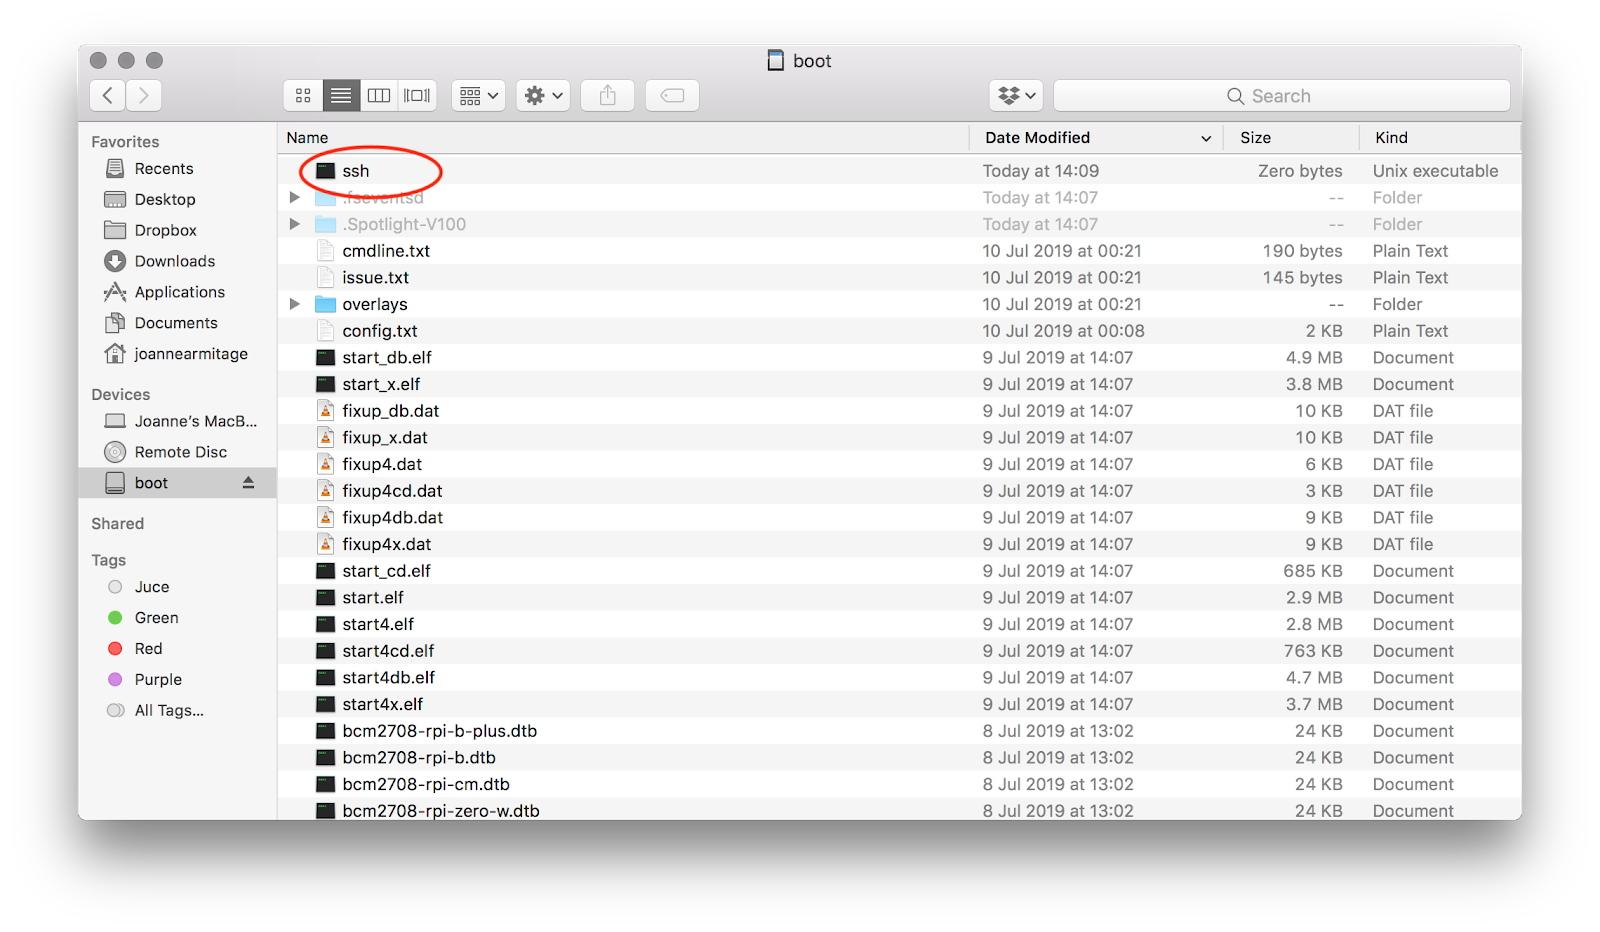 boot
Search
Favorites
Recents
Desktop
Dropbox
Downloads
Applications
Documents
joannearmitage
Devices
Joanne’s MacB...
Remote Disc
boot
Shared
Tags
Juce
Green
Red
Purple
All Tags...
Name Date Modified Size Kind
ssh Today at 14:09 Zero bytes Unix executable
.fseventsd Today at 14:07 -- Folder
.Spotlight-V100 Today at 14:07 -- Folder
cmdline.txt 10 Jul 2019 at 00:21 190 bytes Plain Text
issue.txt 10 Jul 2019 at 00:21 145 bytes Plain Text
overlays 10 Jul 2019 at 00:21 -- Folder
config.txt 10 Jul 2019 at 00:08 2 KB Plain Text
start_db.elf 9 Jul 2019 at 14:07 4.9 MB Document
start_x.elf 9 Jul 2019 at 14:07 3.8 MB Document
fixup_db.dat 9 Jul 2019 at 14:07 10 KB DAT file
fixup_x.dat 9 Jul 2019 at 14:07 10 KB DAT file
fixup4.dat 9 Jul 2019 at 14:07 6 KB DAT file
fixup4cd.dat 9 Jul 2019 at 14:07 3 KB DAT file
fixup4db.dat 9 Jul 2019 at 14:07 9 KB DAT file
fixup4x.dat 9 Jul 2019 at 14:07 9 KB DAT file
start_cd.elf 9 Jul 2019 at 14:07 685 KB Document
start.elf 9 Jul 2019 at 14:07 2.9 MB Document
start4.elf 9 Jul 2019 at 14:07 2.8 MB Document
start4cd.elf 9 Jul 2019 at 14:07 763 KB Document
start4db.elf 9 Jul 2019 at 14:07 4.7 MB Document
start4x.elf 9 Jul 2019 at 14:07 3.7 MB Document
bcm2708-rpi-b-plus.dtb 8 Jul 2019 at 13:02 24 KB Document
bcm2708-rpi-b.dtb 8 Jul 2019 at 13:02 24 KB Document
bcm2708-rpi-cm.dtb 8 Jul 2019 at 13:02 24 KB Document
bcm2708-rpi-zero-w.dtb 8 Jul 2019 at 13:02 24 KB Document